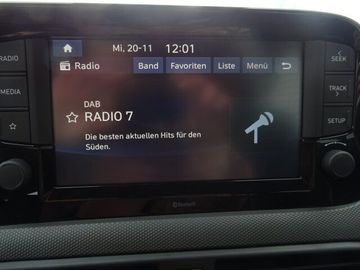 Mi, 20-11 12:01
Radio Band Favoriten Liste Menü
DAB
RADIO 7
Die besten aktuellen Hits für den
Süden.
RADIO
MEDIA
SEEK
TRACK
SETUP
Bluetooth